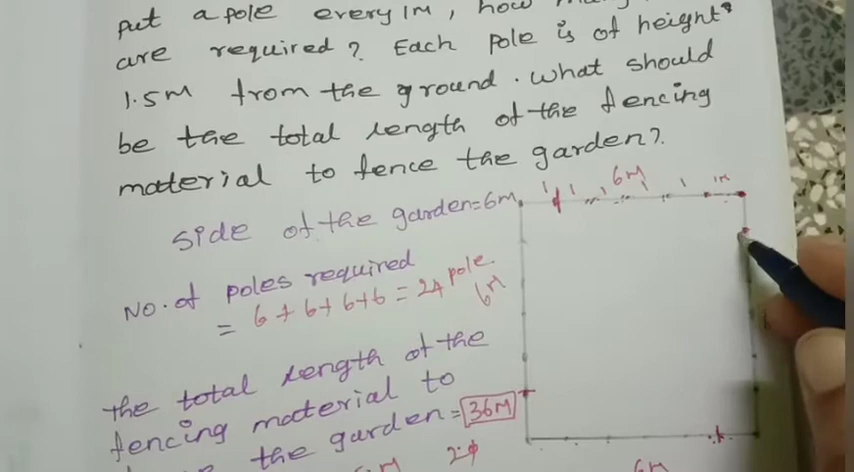 put a pole every 1m, how
are required? Each pole is of height
1.5m from the ground. What should
be the total length of the fencing
material to fence the garden?
side of the garden=6m
6m
1m
No. of poles required
= 6+6+6+6=24 pole
6m
the total length of the
fencing material to
the garden=36M
6m